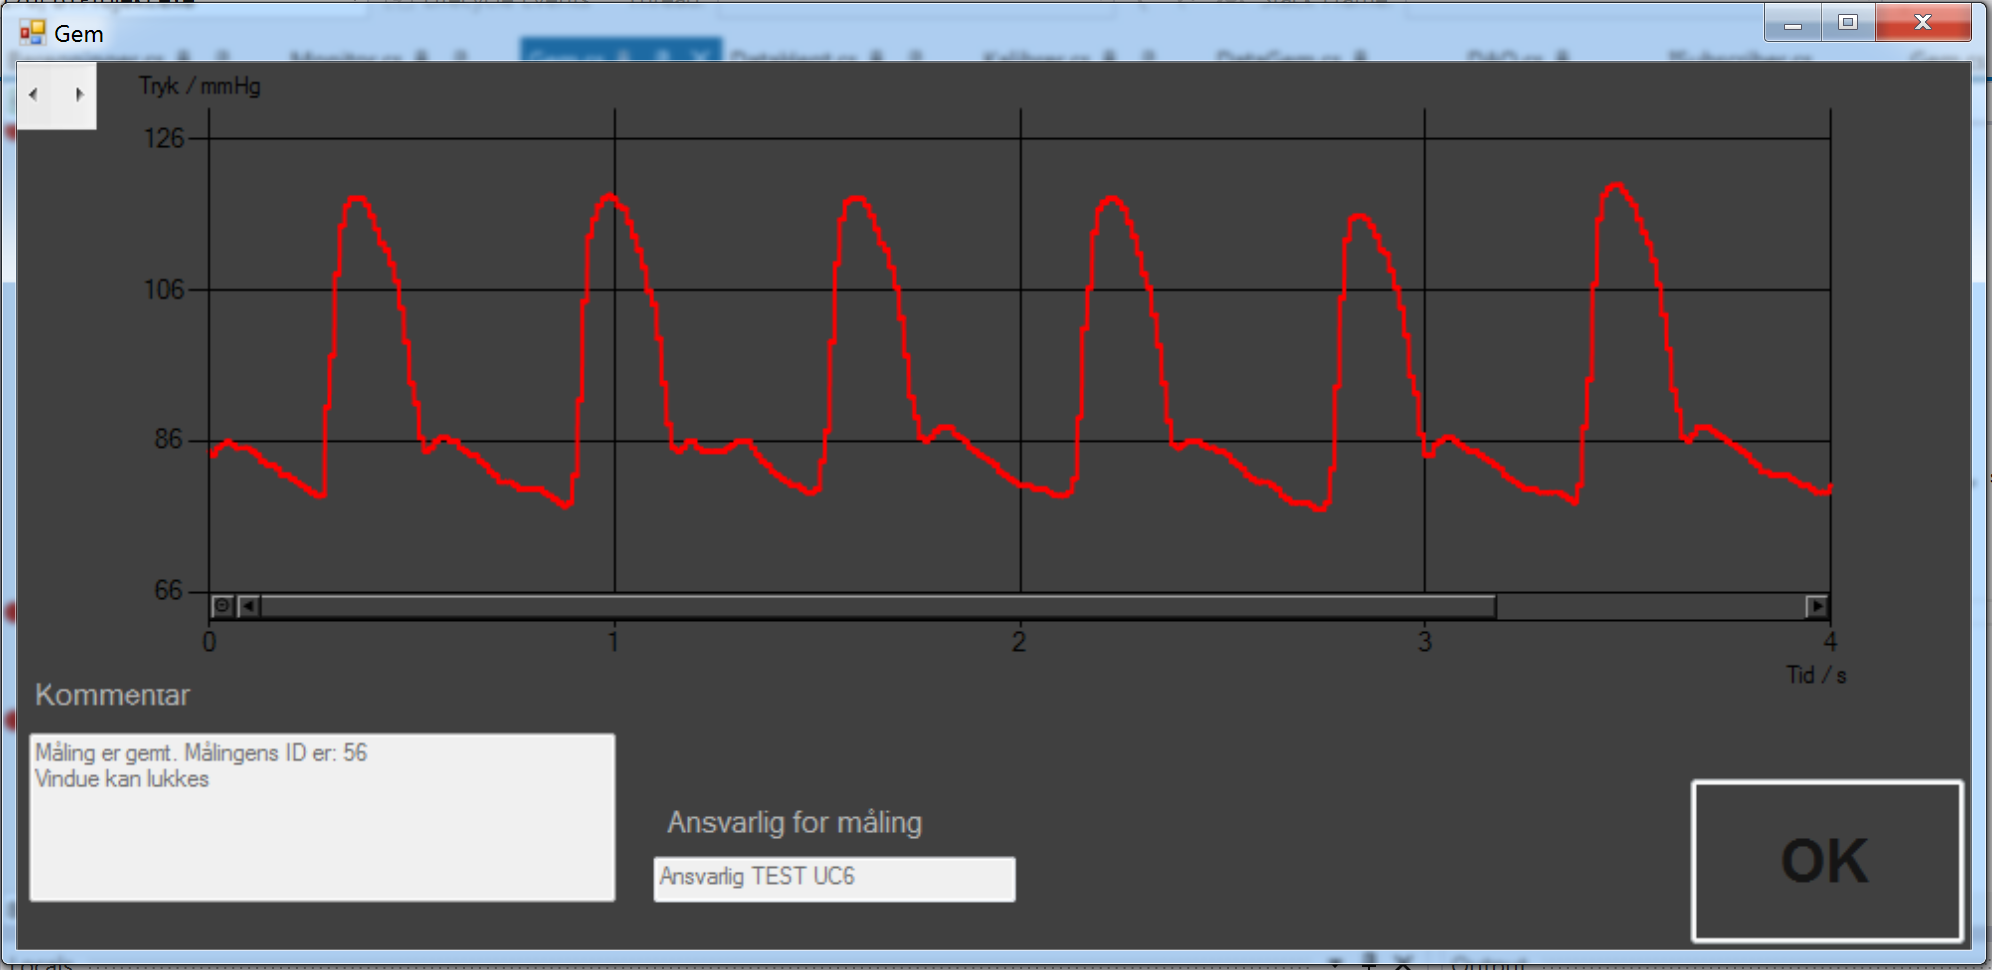 Gem
Tryk / mmHg
126
106
86
66
0 1 2 3 4
Tid / s
Kommentar
Måling er gemt. Målingens ID er: 56
Vindue kan lukkes
Ansvarlig for måling
Ansvarlig TEST UC6
OK